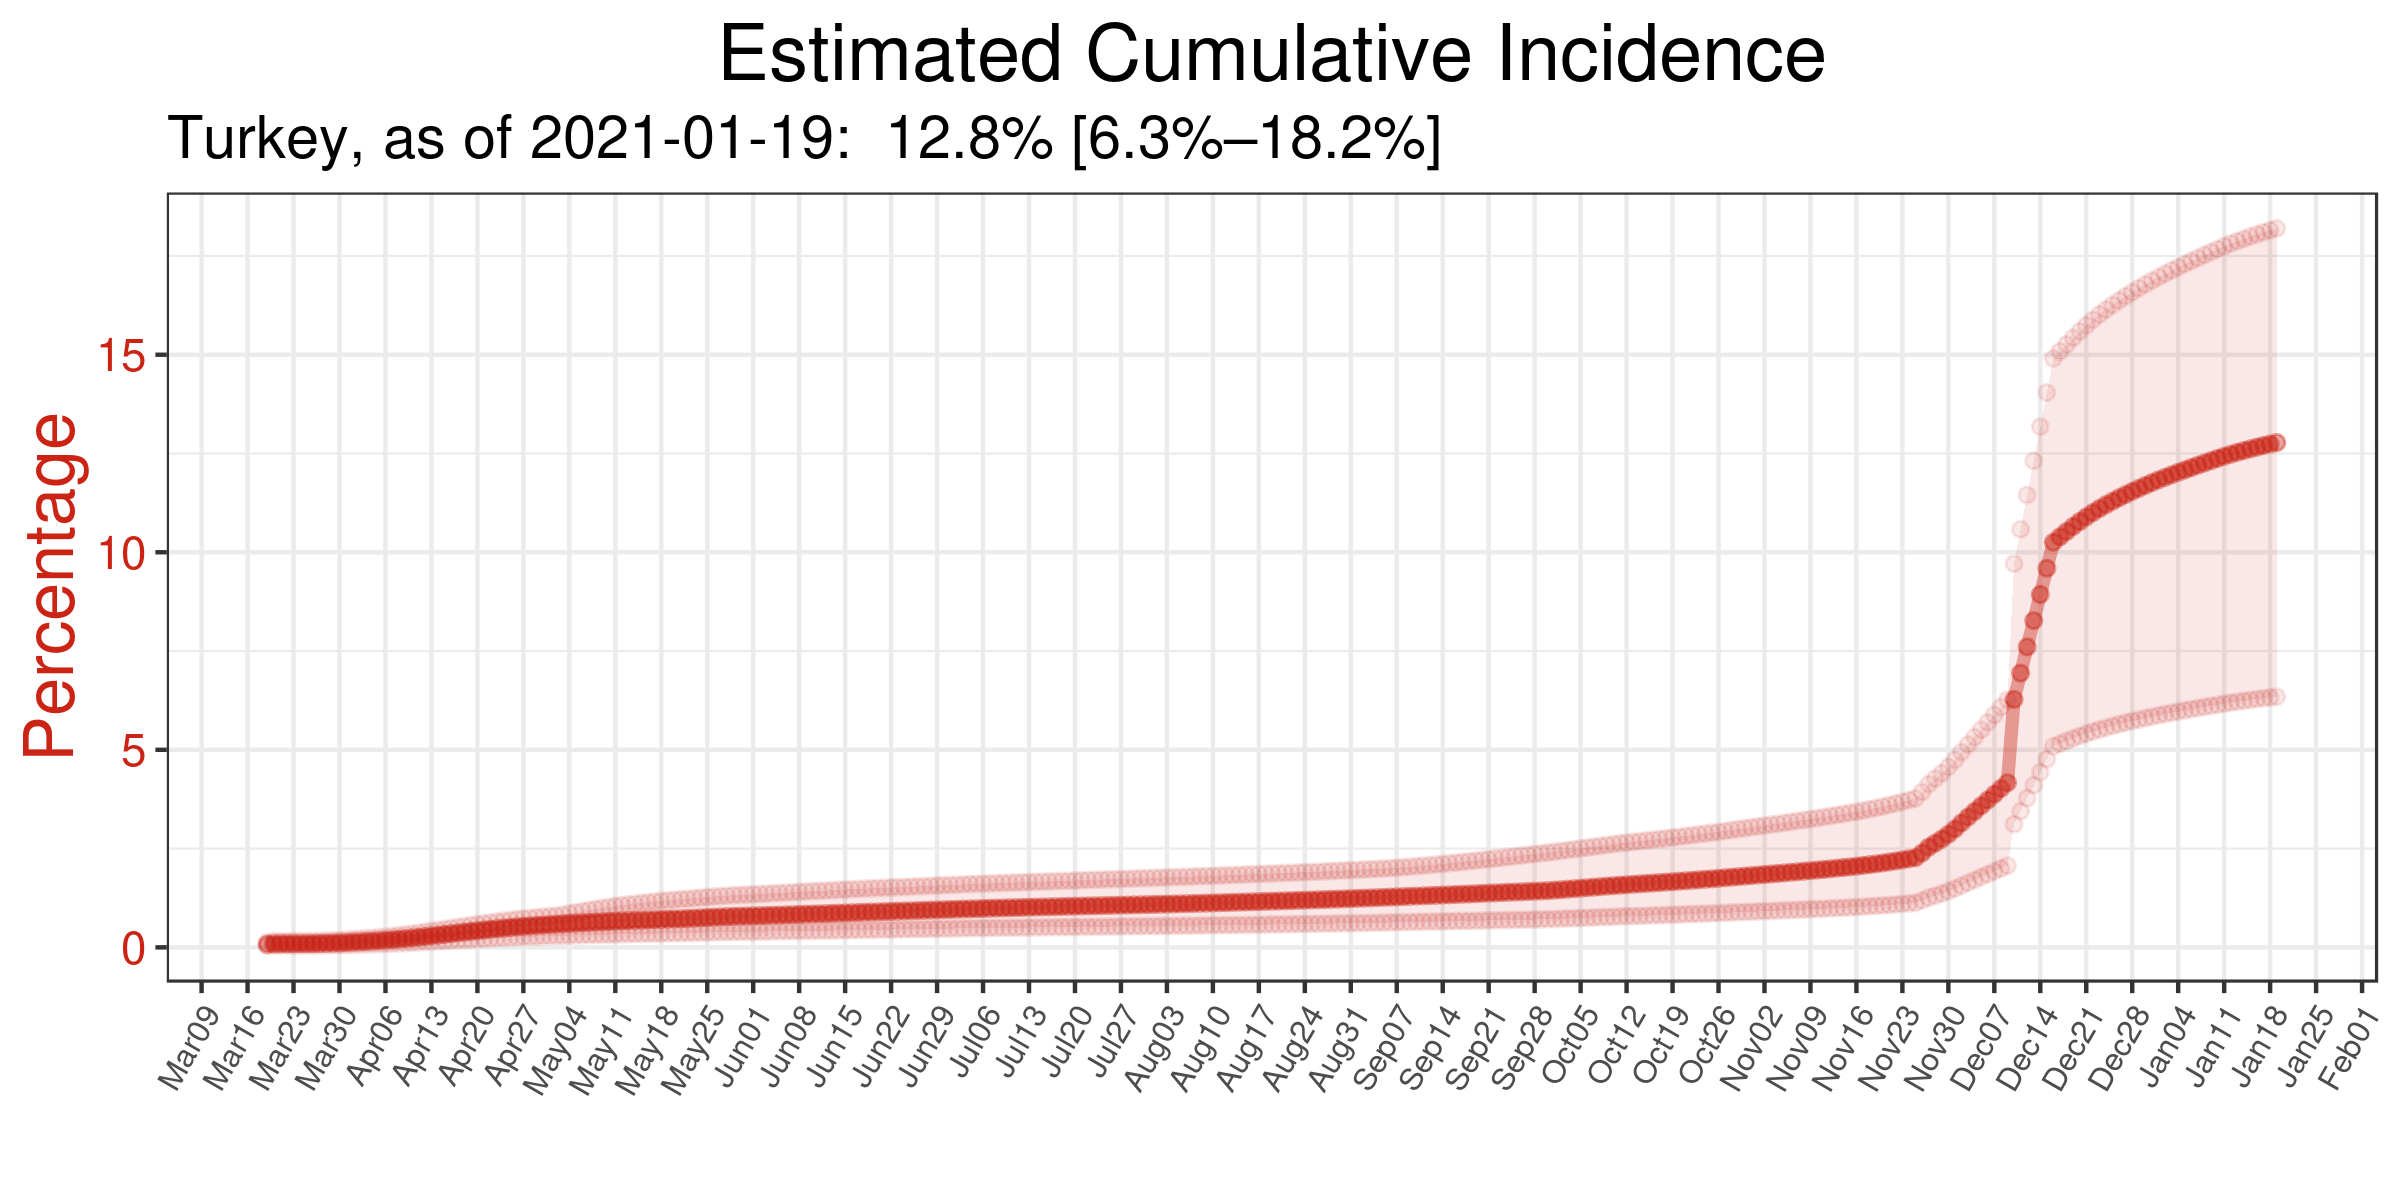 Estimated Cumulative Incidence
Turkey, as of 2021-01-19:  12.8% [6.3%–18.2%]
Percentage
15
10
5
0
Mar09
Mar16
Mar23
Mar30
Apr06
Apr13
Apr20
Apr27
May04
May11
May18
May25
Jun01
Jun08
Jun15
Jun22
Jun29
Jul06
Jul13
Jul20
Jul27
Aug03
Aug10
Aug17
Aug24
Aug31
Sep07
Sep14
Sep21
Sep28
Oct05
Oct12
Oct19
Oct26
Nov02
Nov09
Nov16
Nov23
Nov30
Dec07
Dec14
Dec21
Dec28
Jan04
Jan11
Jan18
Jan25
Feb01